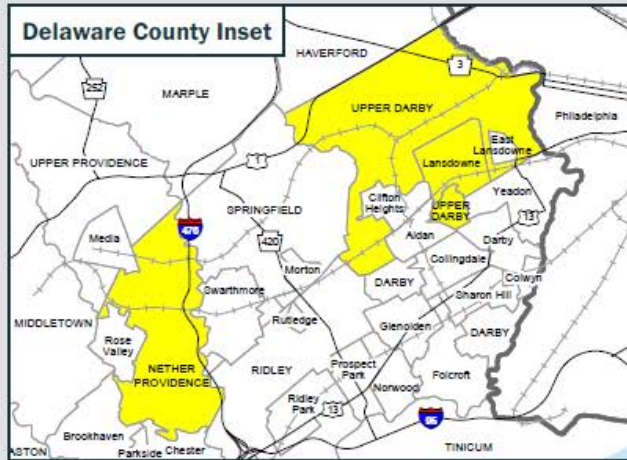 Delaware County Inset
HAVERFORD
3
252
MARPLE
UPPER DARBY
Philadelphia
East
Lansdowne
Lansdowne
UPPER PROVIDENCE
1
Clifton
Heights
UPPER
DARBY
Yeadon
SPRINGFIELD
476
13
Media
420
Aldan
Darby
Collingdale
Morton
Colwyn
Swarthmore
DARBY
Sharon Hill
MIDDLETOWN
Rutledge
Glenolden
DARBY
Rose
Valley
NETHER
PROVIDENCE
RIDLEY
Prospect
Park
Norwood
Folcroft
Ridley
Park
13
95
Brookhaven
ASTON
Parkside
Chester
TINICUM